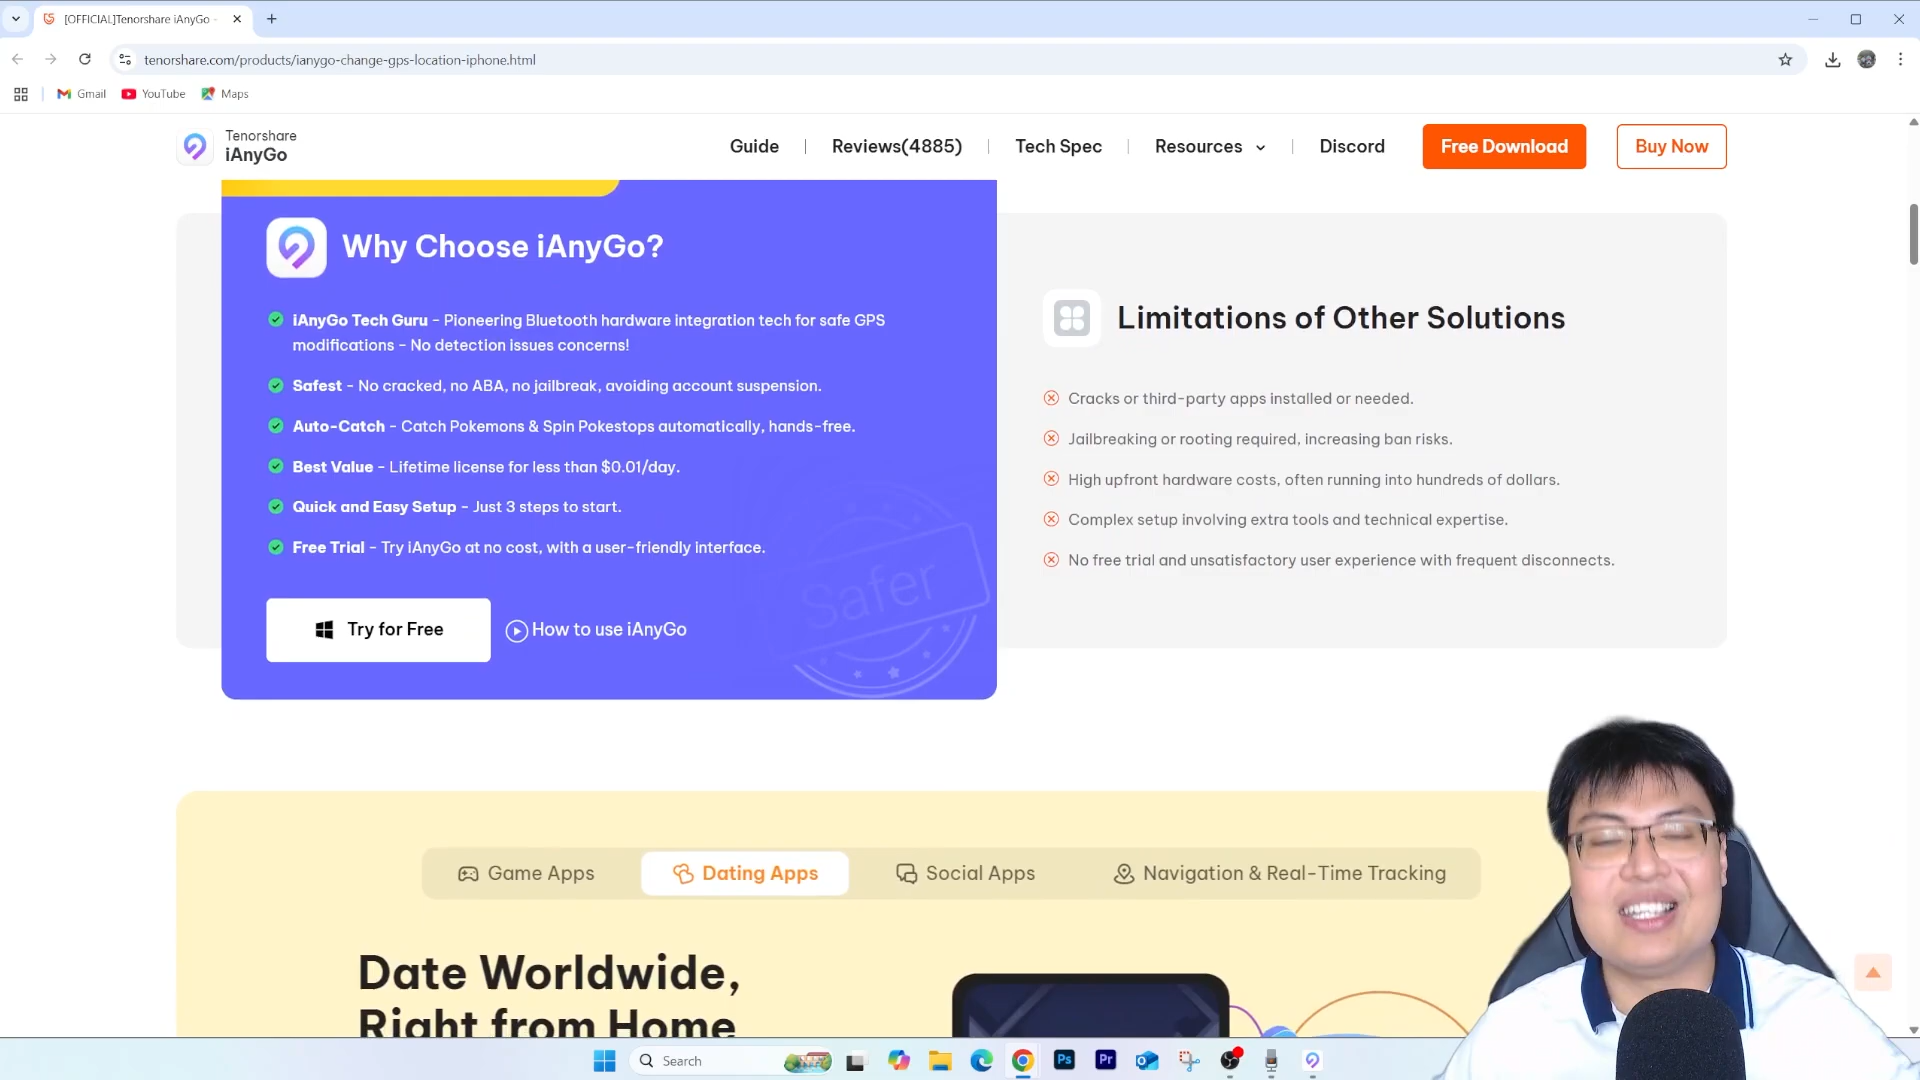 [OFFICIAL]Tenorshare iAnyGo -
tenorshare.com/products/ianygo-change-gps-location-iphone.html
Gmail
YouTube
Maps
Tenorshare
iAnyGo
Guide
Reviews(4885)
Tech Spec
Resources
Discord
Free Download
Buy Now
Why Choose iAnyGo?
iAnyGo Tech Guru - Pioneering Bluetooth hardware integration tech for safe GPS
modifications - No detection issues concerns!
Safest - No cracked, no ABA, no jailbreak, avoiding account suspension.
Auto-Catch - Catch Pokemons & Spin Pokestops automatically, hands-free.
Best Value - Lifetime license for less than $0.01/day.
Quick and Easy Setup - Just 3 steps to start.
Free Trial - Try iAnyGo at no cost, with a user-friendly interface.
Try for Free
How to use iAnyGo
Safer
Limitations of Other Solutions
Cracks or third-party apps installed or needed.
Jailbreaking or rooting required, increasing ban risks.
High upfront hardware costs, often running into hundreds of dollars.
Complex setup involving extra tools and technical expertise.
No free trial and unsatisfactory user experience with frequent disconnects.
Game Apps
Dating Apps
Social Apps
Navigation & Real-Time Tracking
Date Worldwide,
Right from Home
Search
Ps
Pr